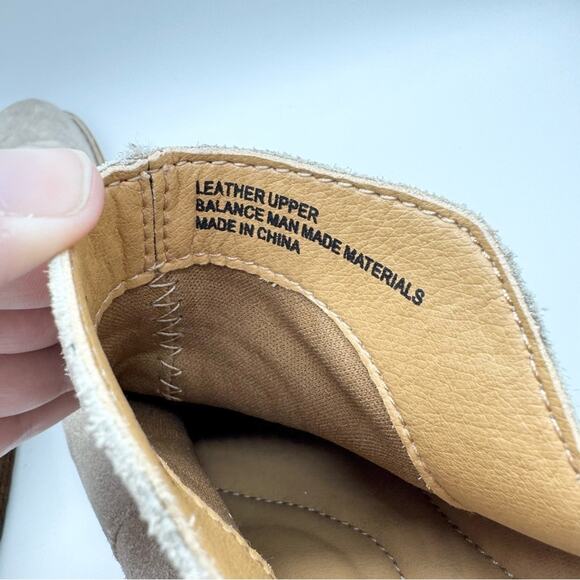 LEATHER UPPER
BALANCE MAN MADE MATERIALS
MADE IN CHINA